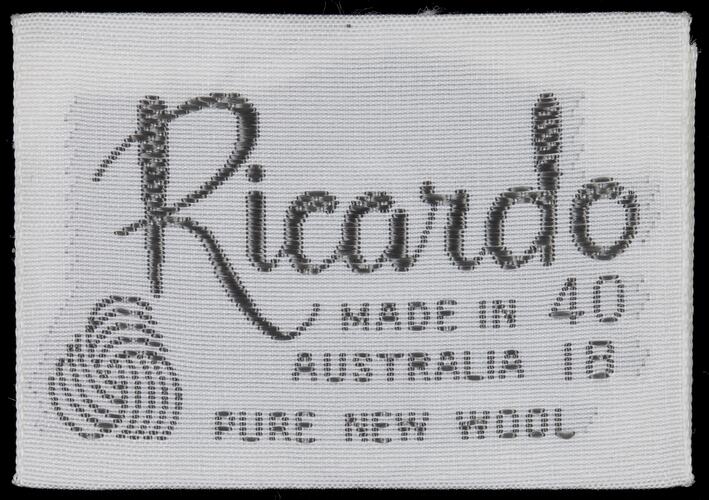 Ricardo
MADE IN 40
AUSTRALIA 18
PURE NEW WOOL